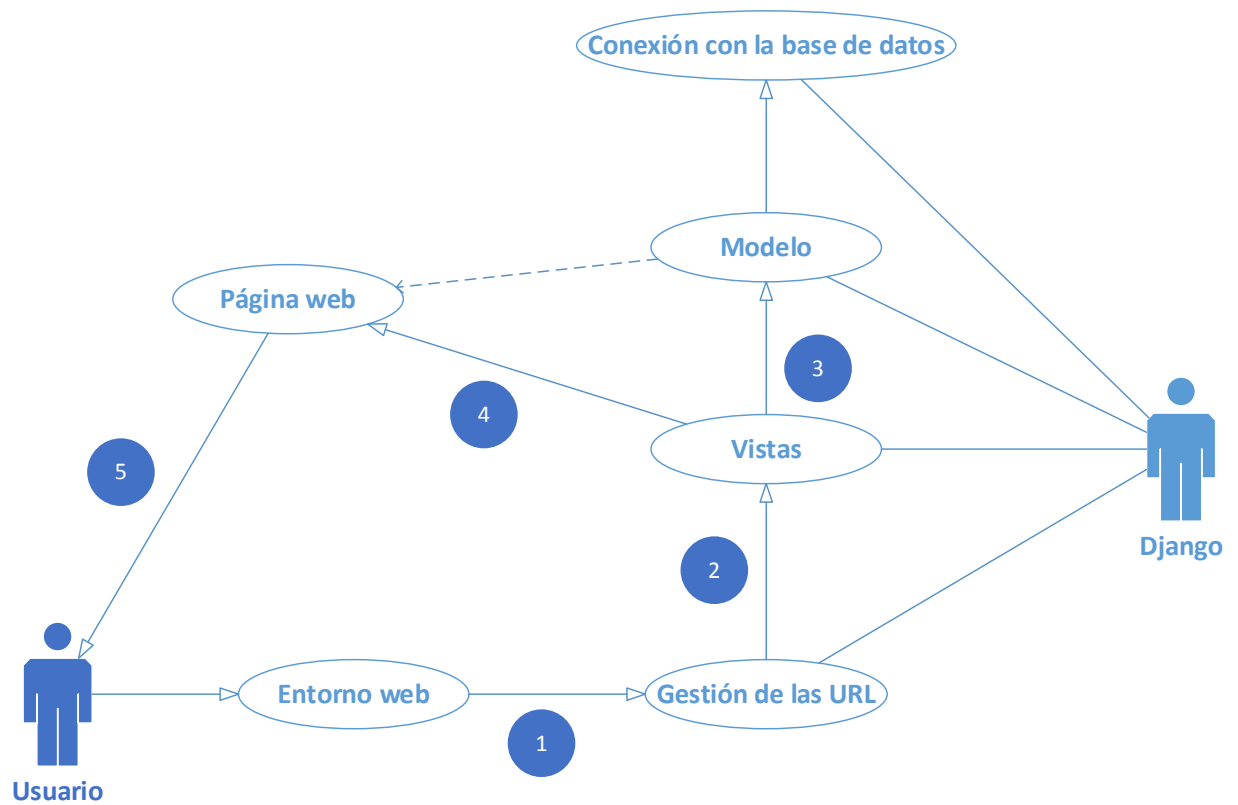 Conexión con la base de datos
Modelo
Página web
3
4
Vistas
5
Django
2
Entorno web
Gestión de las URL
1
Usuario